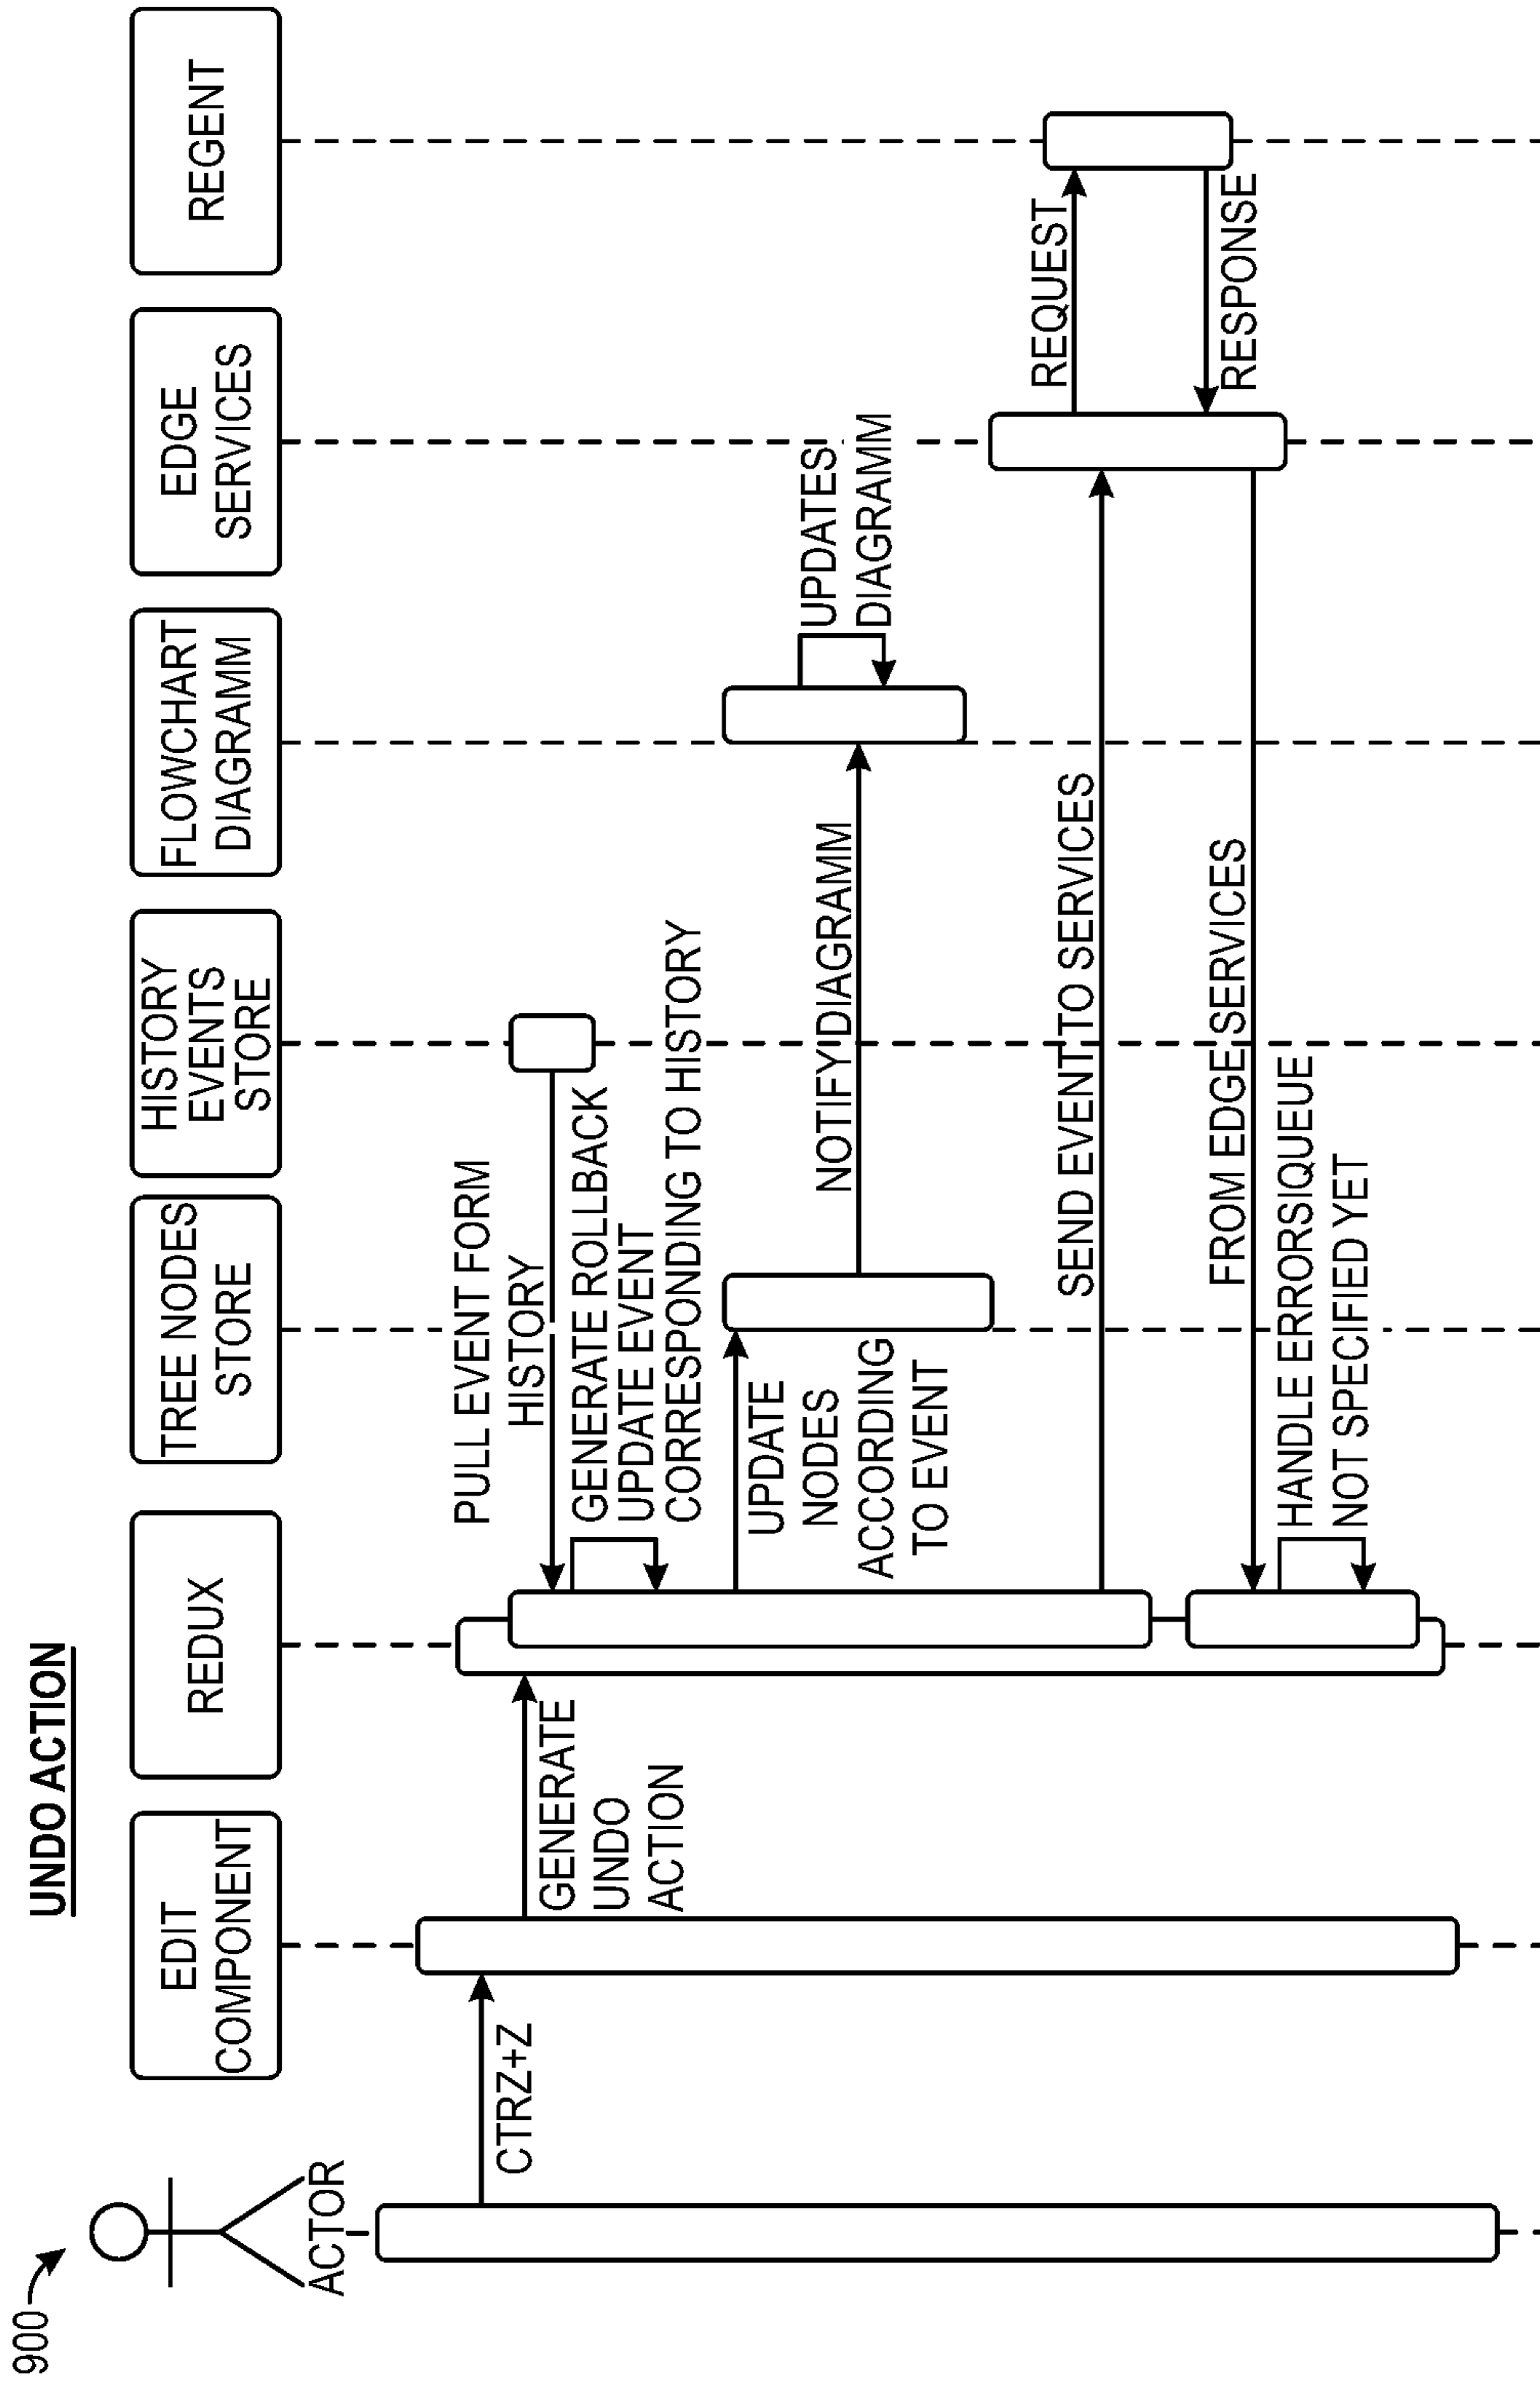 900
UNDO ACTION
ACTOR
EDIT
COMPONENT
REDUX
TREE NODES
STORE
HISTORY
EVENTS
STORE
FLOWCHART
DIAGRAMM
EDGE
SERVICES
REGENT
CTRZ+Z
GENERATE
UNDO
ACTION
PULL EVENT FORM
HISTORY
GENERATE ROLLBACK
UPDATE EVENT
CORRESPONDING TO HISTORY
UPDATE
NODES
ACCORDING
TO EVENT
NOTIFY DIAGRAMM
UPDATES
DIAGRAMM
SEND EVENT TO SERVICES
REQUEST
RESPONSE
FROM EDGE SERVICES
HANDLE ERRORSIQUEUE
NOT SPECIFIED YET